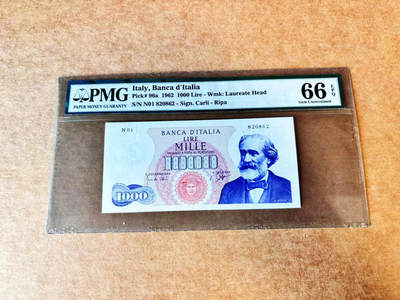 PMG
PAPER MONEY GUARANTY
Italy, Banca d'Italia
Pick# 96a 1962 1000 Lire - Wmk: Laureate Head
S/N N01 820862 - Sign. Carli - Ripa
66 EPQ
Gem Uncirculated
N 01
BANCA D'ITALIA
820862
LIRE
MILLE
1000